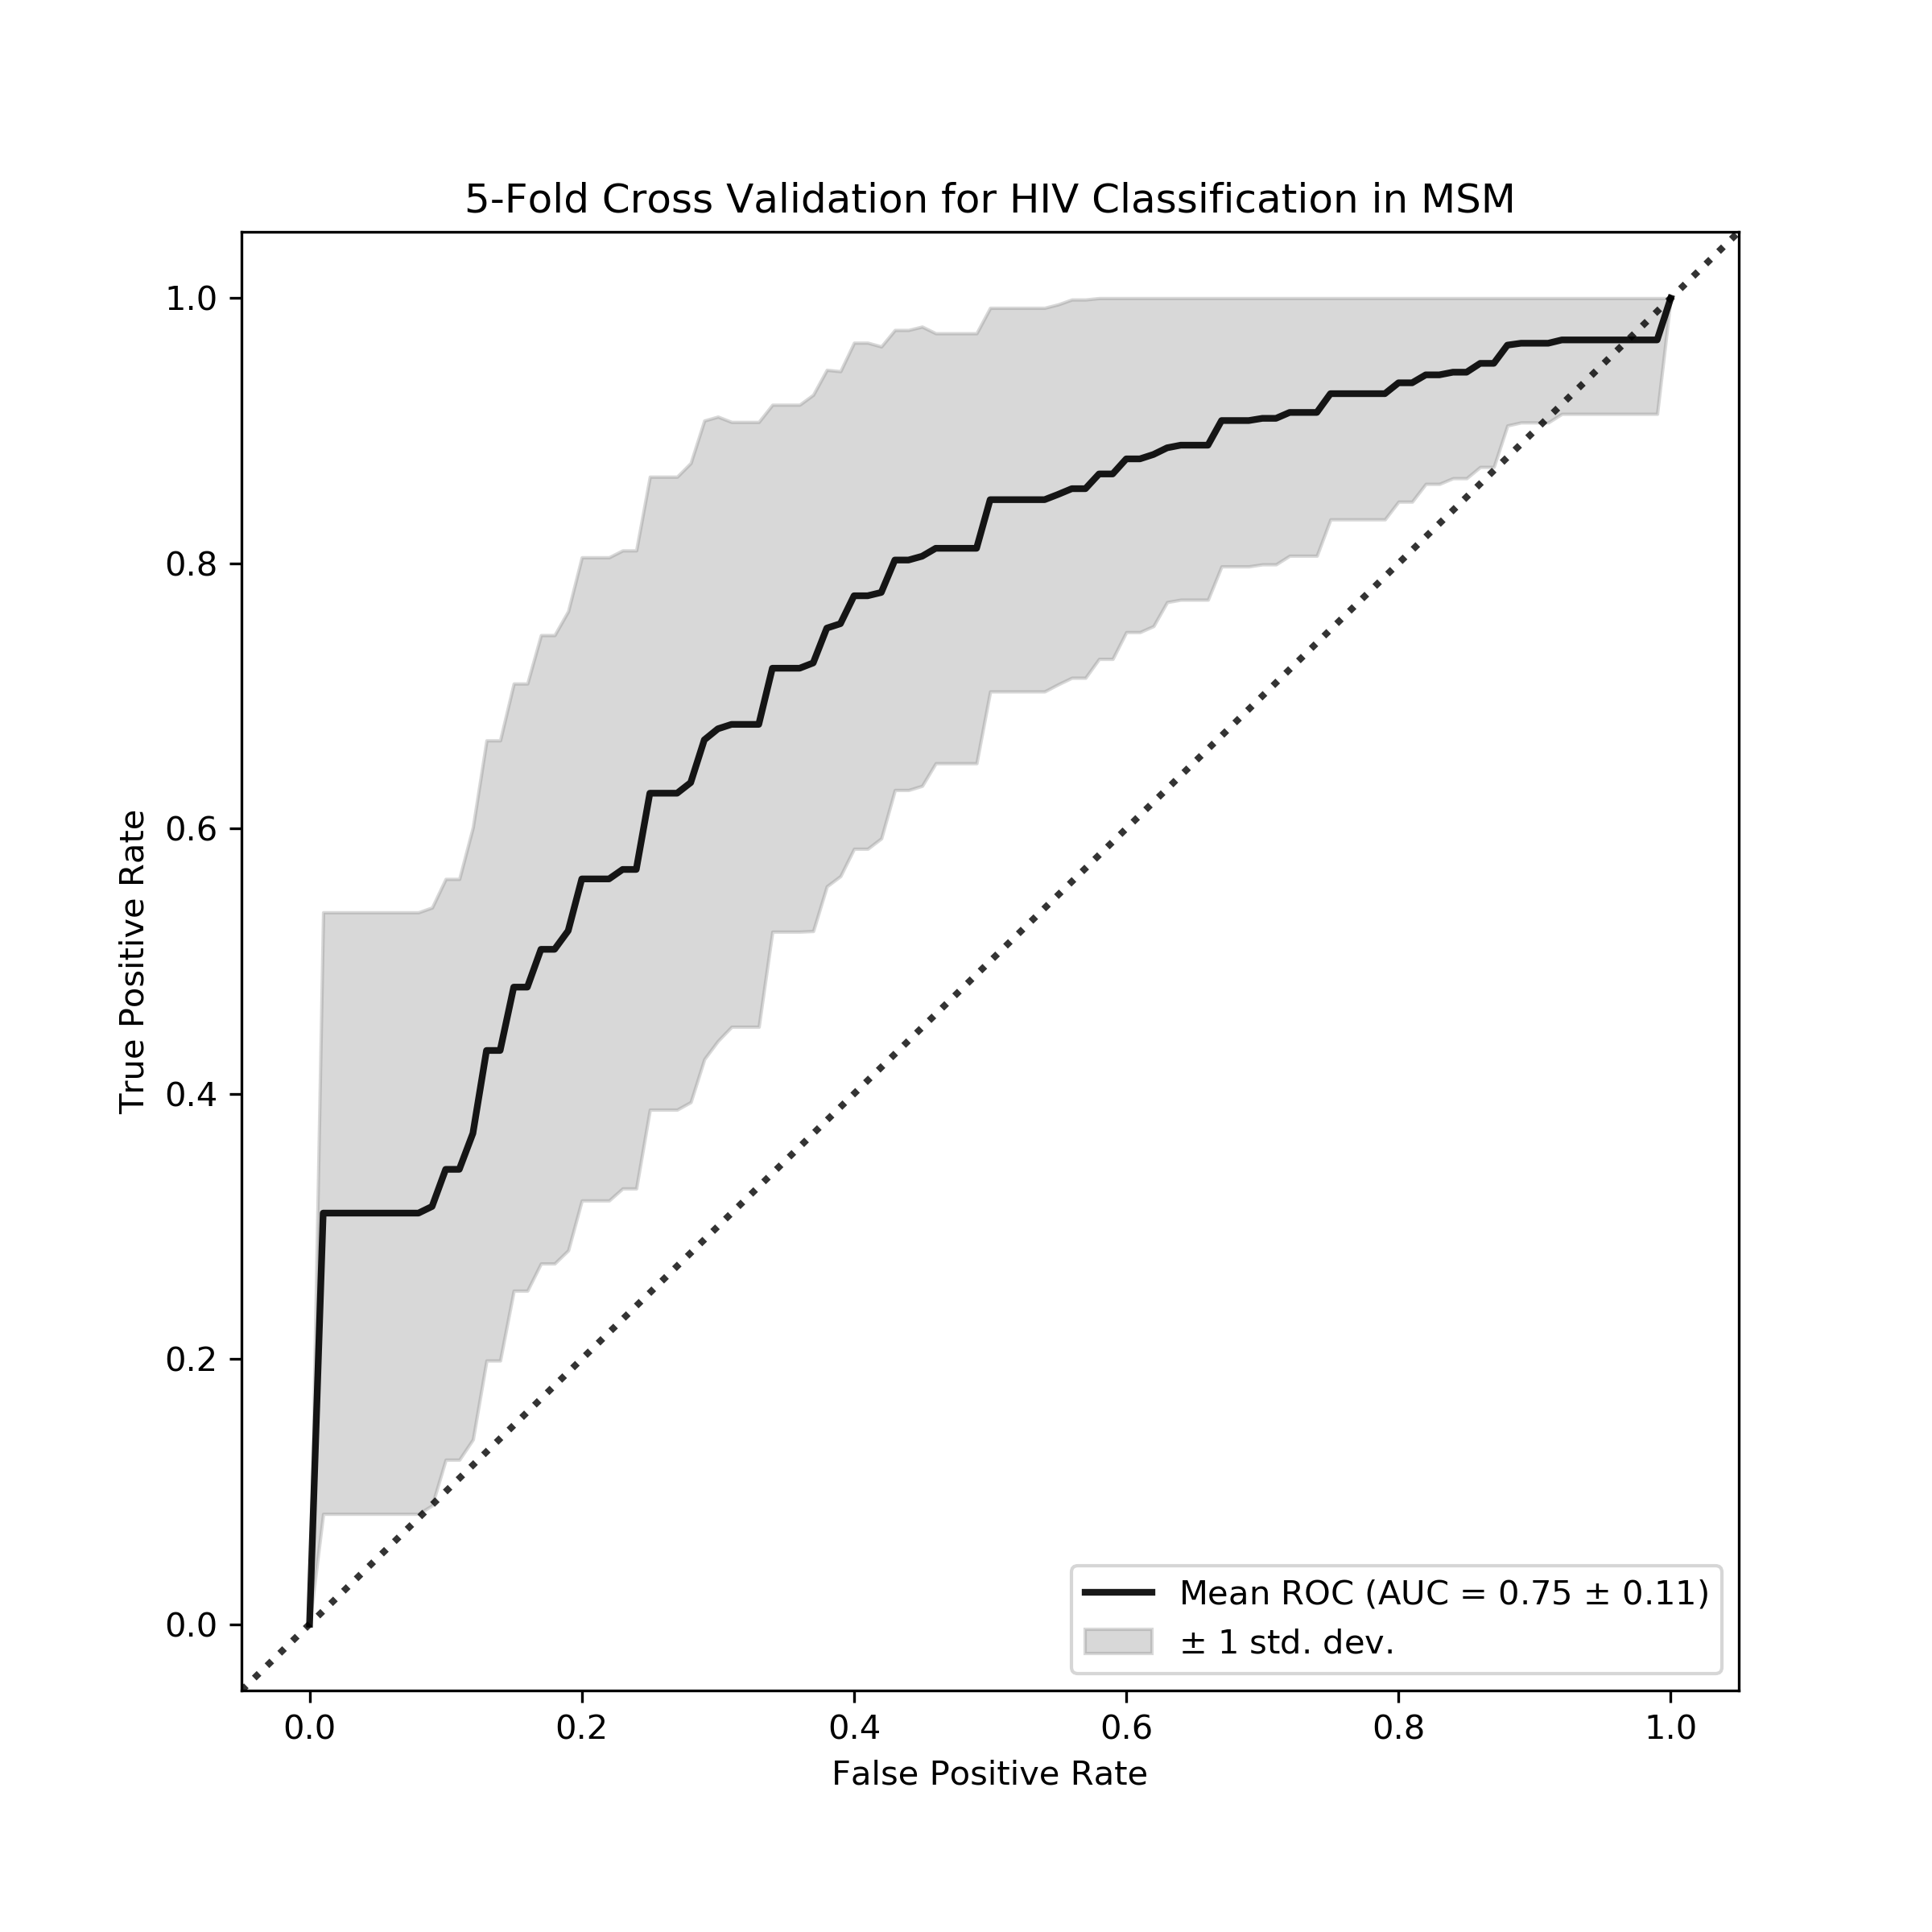 5-Fold Cross Validation for HIV Classification in MSM
1.0
0.8
0.6
0.4
0.2
0.0
True Positive Rate
0.0 0.2 0.4 0.6 0.8 1.0
False Positive Rate
Mean ROC (AUC = 0.75 ± 0.11)
± 1 std. dev.